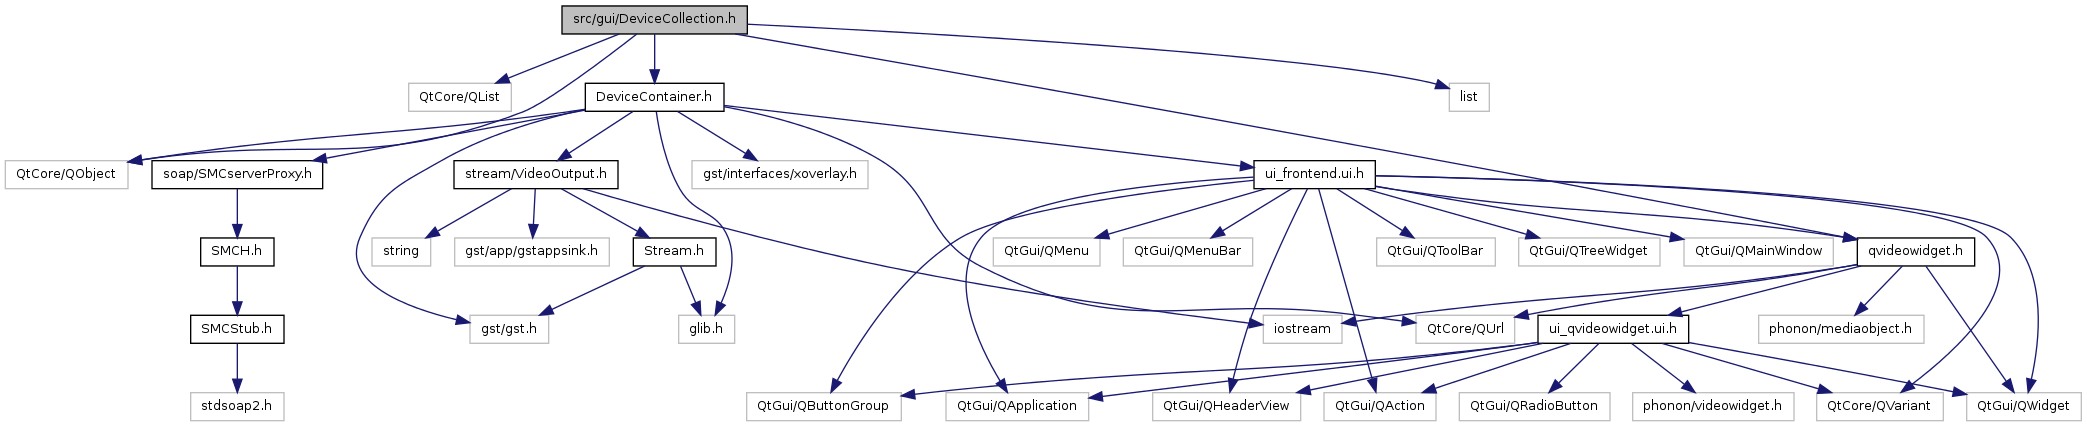 src/gui/DeviceCollection.h
QtCore/QList
DeviceContainer.h
list
QtCore/QObject
soap/SMCserverProxy.h
stream/VideoOutput.h
gst/interfaces/xoverlay.h
ui_frontend.ui.h
SMCH.h
string
gst/app/gstappsink.h
Stream.h
QtGui/QMenu
QtGui/QMenuBar
QtGui/QToolBar
QtGui/QTreeWidget
QtGui/QMainWindow
qvideowidget.h
SMCStub.h
gst/gst.h
glib.h
iostream
QtCore/QUrl
ui_qvideowidget.ui.h
phonon/mediaobject.h
stdsoap2.h
QtGui/QButtonGroup
QtGui/QApplication
QtGui/QHeaderView
QtGui/QAction
QtGui/QRadioButton
phonon/videowidget.h
QtCore/QVariant
QtGui/QWidget